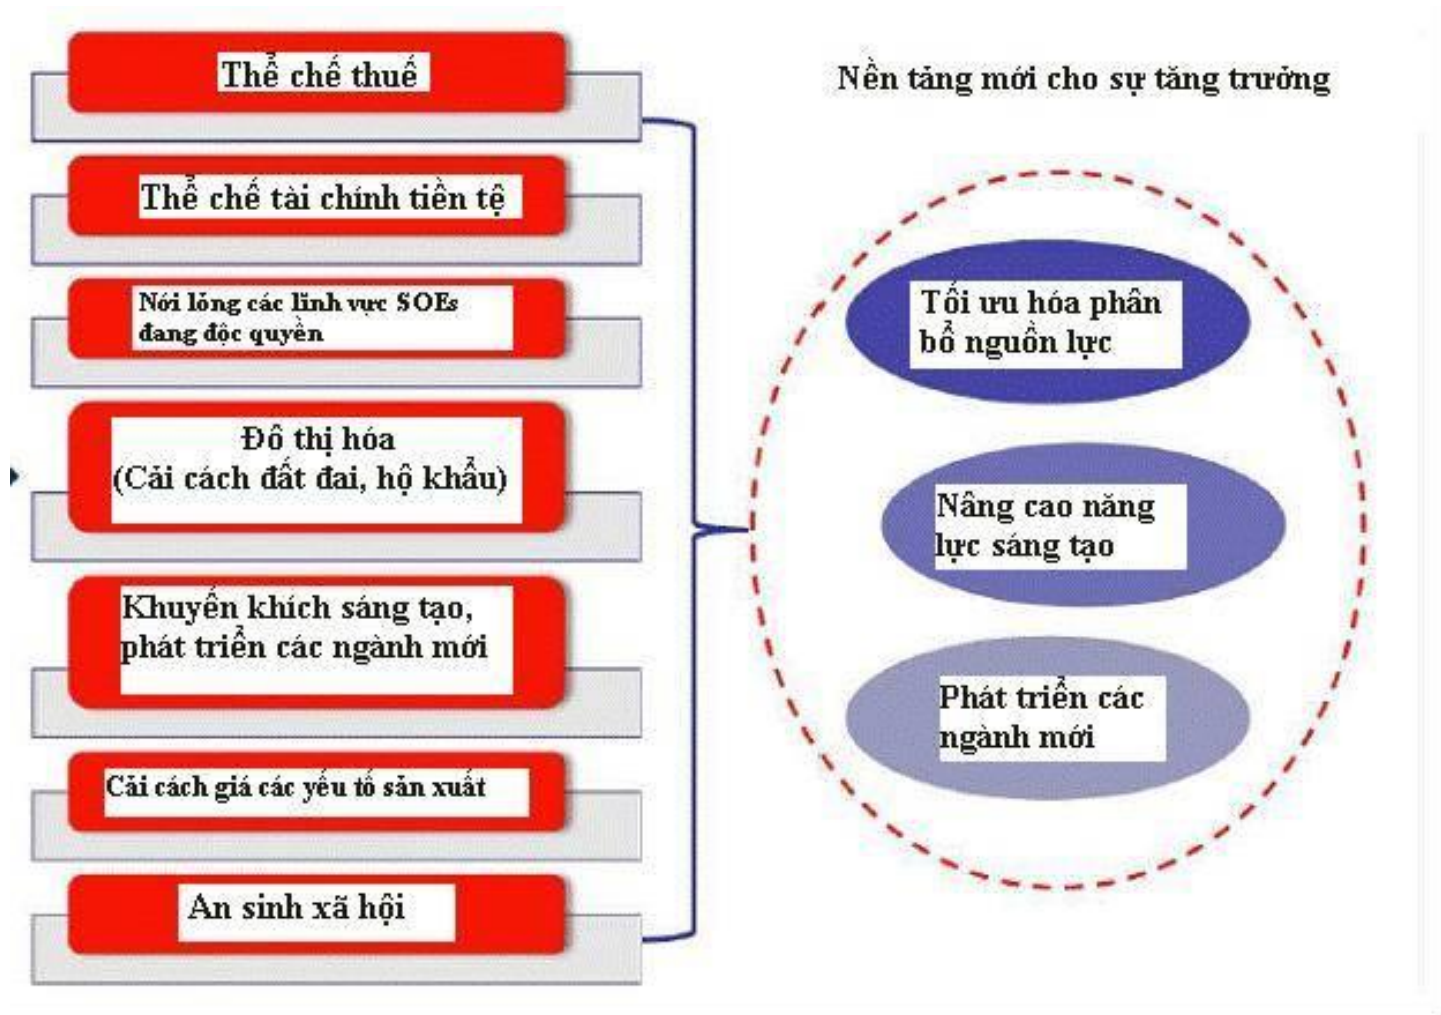 Thể chế thuế
Thể chế tài chính tiền tệ
Nới lỏng các lĩnh vực SOEs
đang độc quyền
Đô thị hóa
(Cải cách đất đai, hộ khẩu)
Khuyến khích sáng tạo,
phát triển các ngành mới
Cải cách giá các yếu tố sản xuất
An sinh xã hội
Nền tảng mới cho sự tăng trưởng
Tối ưu hóa phân
bổ nguồn lực
Nâng cao năng
lực sáng tạo
Phát triển các
ngành mới